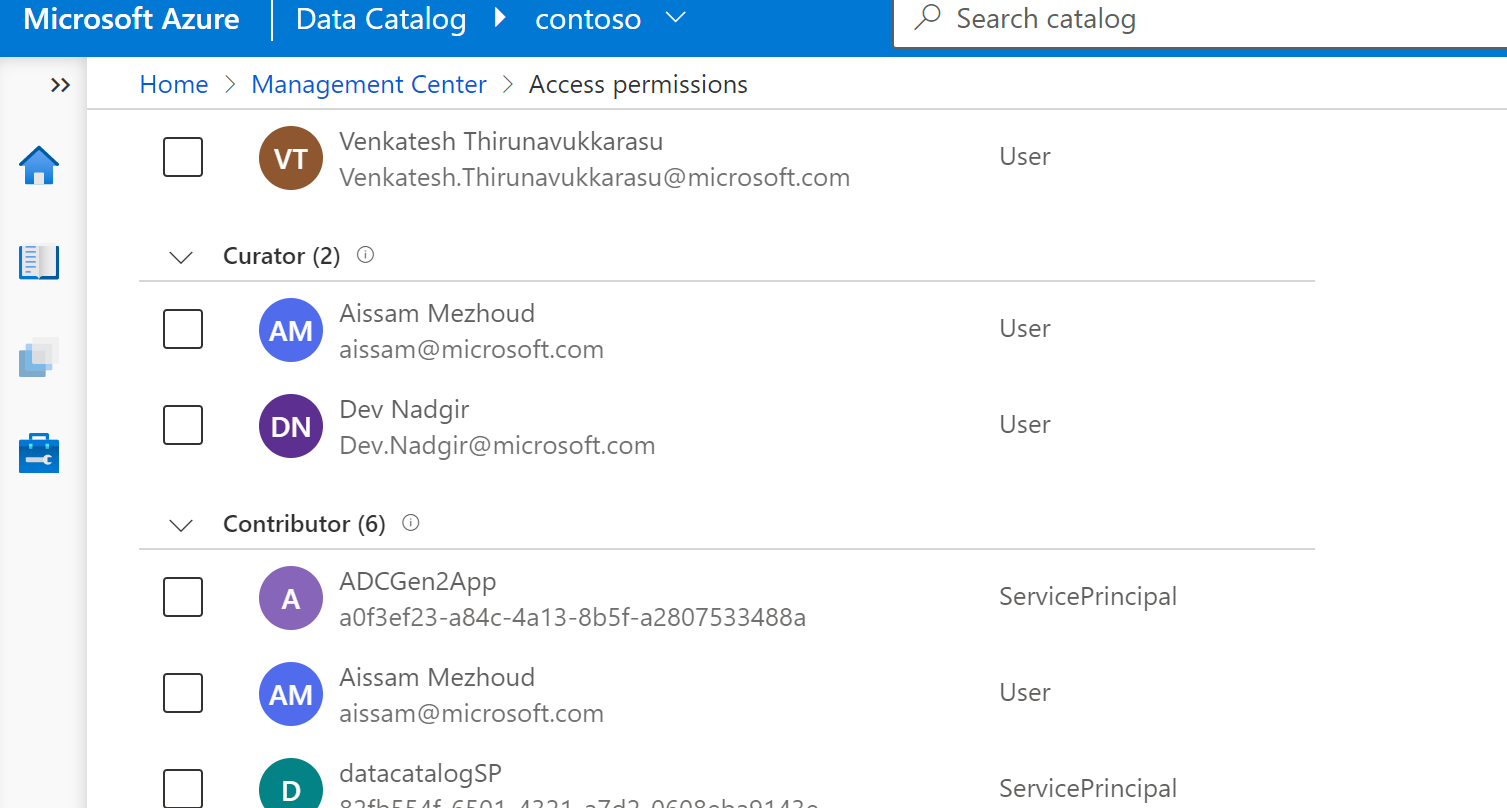 Microsoft Azure Data Catalog contoso Search catalog
Home > Management Center > Access permissions
VT Venkatesh Thirunavukkarasu User
Venkatesh.Thirunavukkarasu@microsoft.com
Curator (2)
AM Aissam Mezhoud User
aissam@microsoft.com
DN Dev Nadgir User
Dev.Nadgir@microsoft.com
Contributor (6)
A ADCGen2App ServicePrincipal
a0f3ef23-a84c-4a13-8b5f-a2807533488a
AM Aissam Mezhoud User
aissam@microsoft.com
D datacatalogSP ServicePrincipal